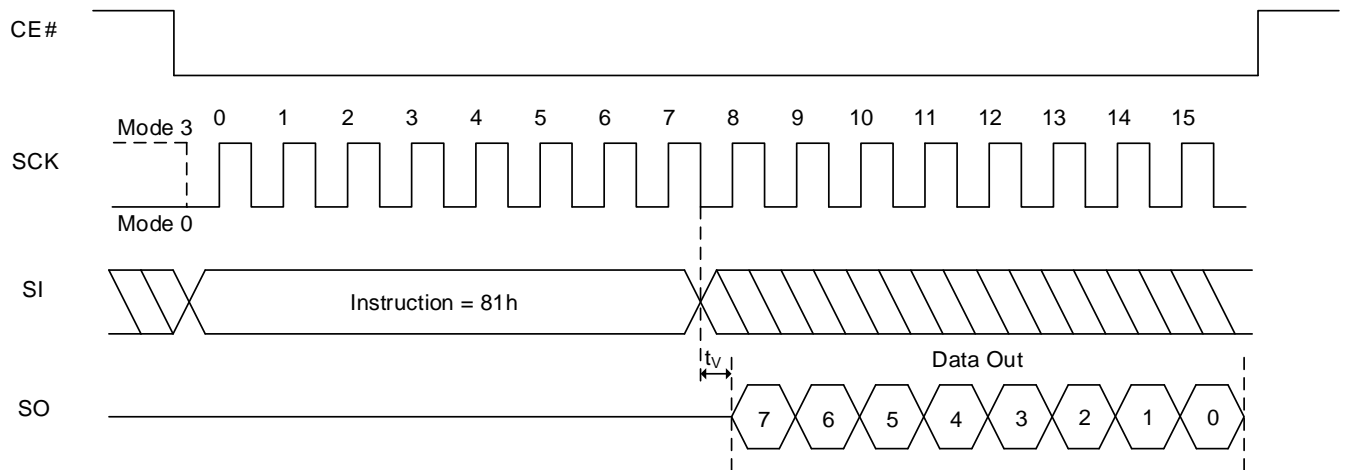 CE#
Mode 3
0 1 2 3 4 5 6 7 8 9 10 11 12 13 14 15
SCK
Mode 0
SI
Instruction = 81h
tV
Data Out
SO
7 6 5 4 3 2 1 0